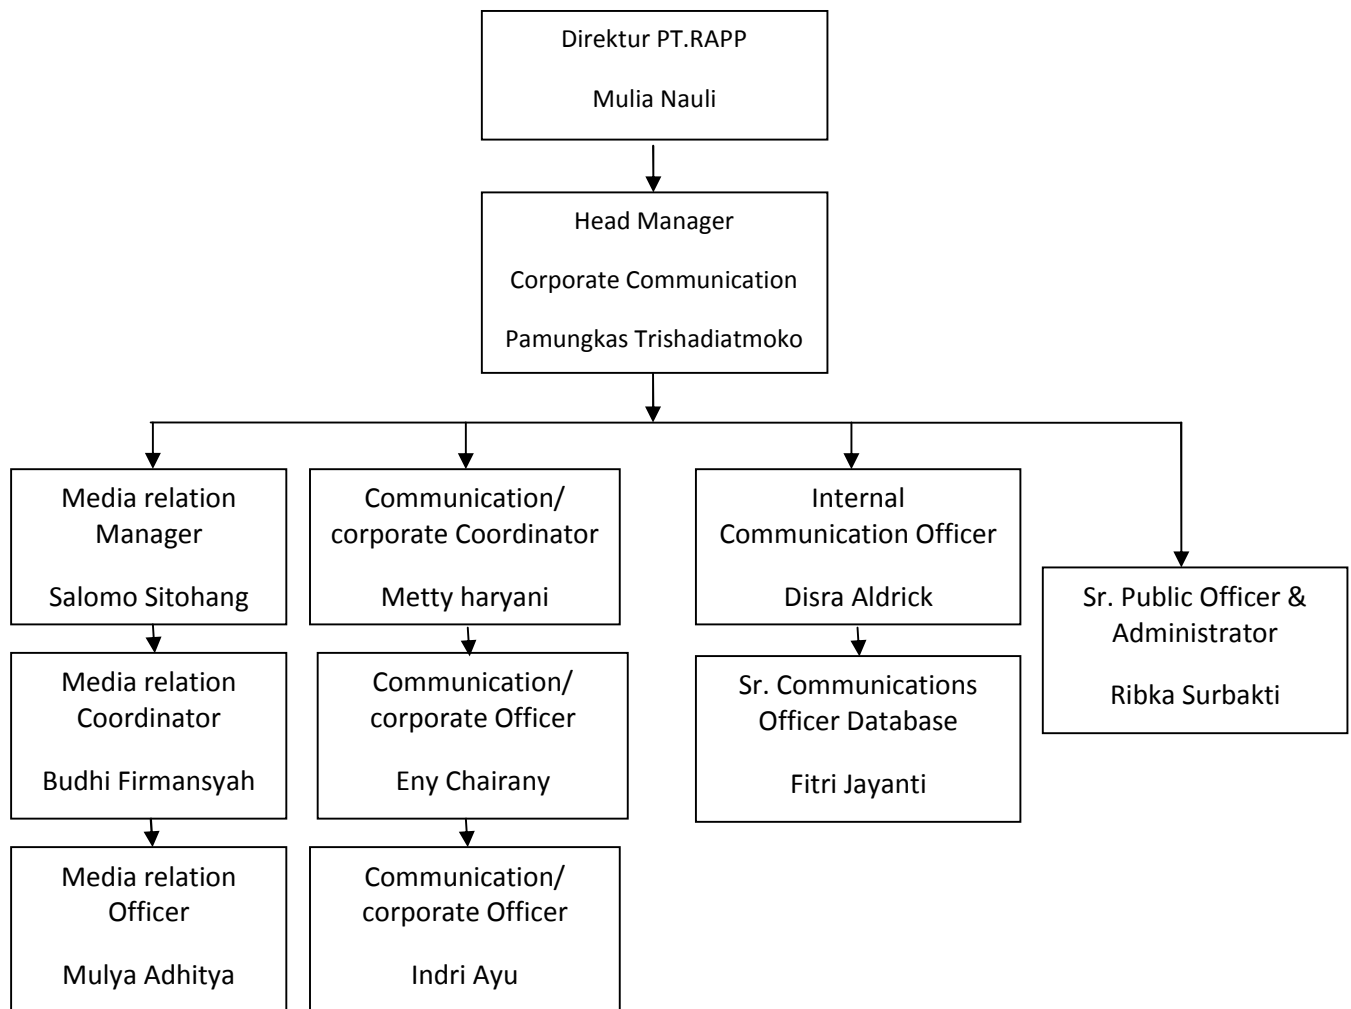 Direktur PT.RAPP
Mulia Nauli
Head Manager
Corporate Communication
Pamungkas Trishadiatmoko
Media relation
Manager
Salomo Sitohang
Communication/
corporate Coordinator
Metty haryani
Internal
Communication Officer
Disra Aldrick
Sr. Public Officer &
Administrator
Ribka Surbakti
Media relation
Coordinator
Budhi Firmansyah
Communication/
corporate Officer
Eny Chairany
Sr. Communications
Officer Database
Fitri Jayanti
Media relation
Officer
Mulya Adhitya
Communication/
corporate Officer
Indri Ayu